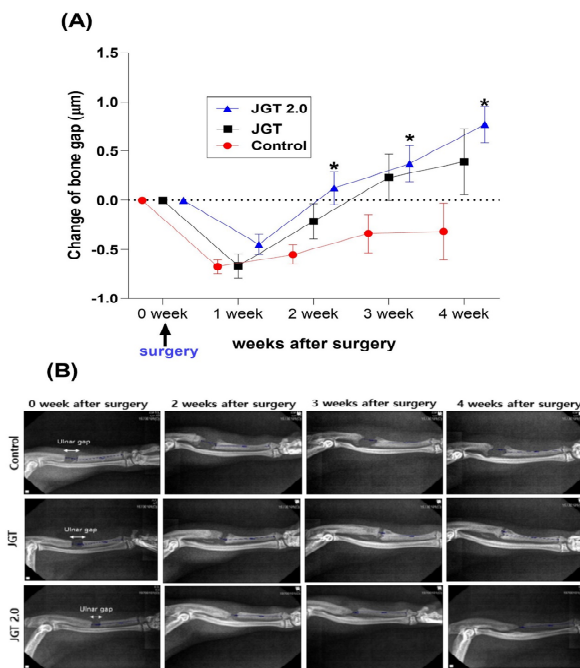 (A)
Change of bone gap (µm)
1.5
1.0
0.5
0.0
-0.5
-1.0
JGT 2.0
JGT
Control
*
*
*
0 week
1 week
2 week
3 week
4 week
surgery
weeks after surgery
(B)
0 week after surgery
2 weeks after surgery
3 weeks after surgery
4 weeks after surgery
Control
Ulnar gap
JGT
Ulnar gap
JGT 2.0
Ulnar gap